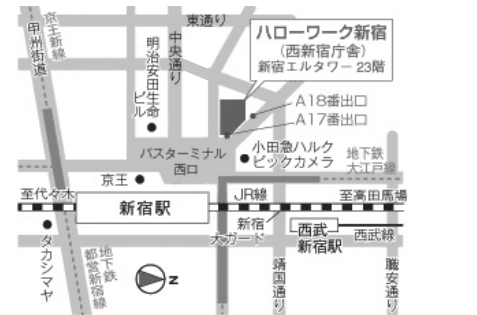 東通り
ハローワーク新宿
(西新宿庁舎)
新宿エルタワー 23階
京王新線
甲州街道
中央通り
明治安田生命
ビル
A18番出口
A17番出口
バスターミナル
西口
小田急ハルク
ビックカメラ
地下鉄
大江戸線
京王
至代々木
新宿駅
JR線
至高田馬場
新宿
大ガード
西武
新宿駅
西武線
タカシマヤ
地下鉄
都営新宿線
N
靖国通り
職安通り